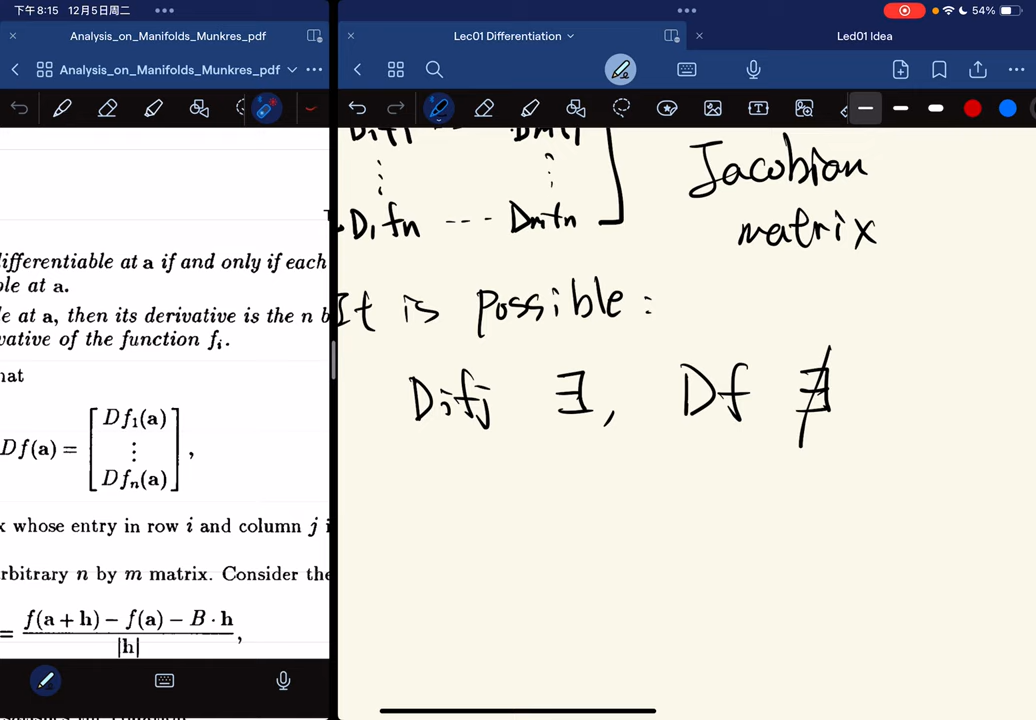 下午8:15 12月5日周二
54%
Analysis_on_Manifolds_Munkres_pdf
Lec01 Differentiation
Led01 Idea
Analysis_on_Manifolds_Munkres_pdf
differentiable at a if and only if each
ble at a.
le at a, then its derivative is the n b
vative of the function fᵢ.
hat
Df(a) = [ Df₁(a) ⋮ Dfₙ(a) ] ,
x whose entry in row i and column j i
rbitrary n by m matrix. Consider the
= f(a + h) − f(a) − B · h / |h| ,
D₁f₁ --- Dmf₁
⋮ ⋮
D₁fn --- Dmfn
Jacobian
matrix
It is possible :
Difj ∃, Df ∄